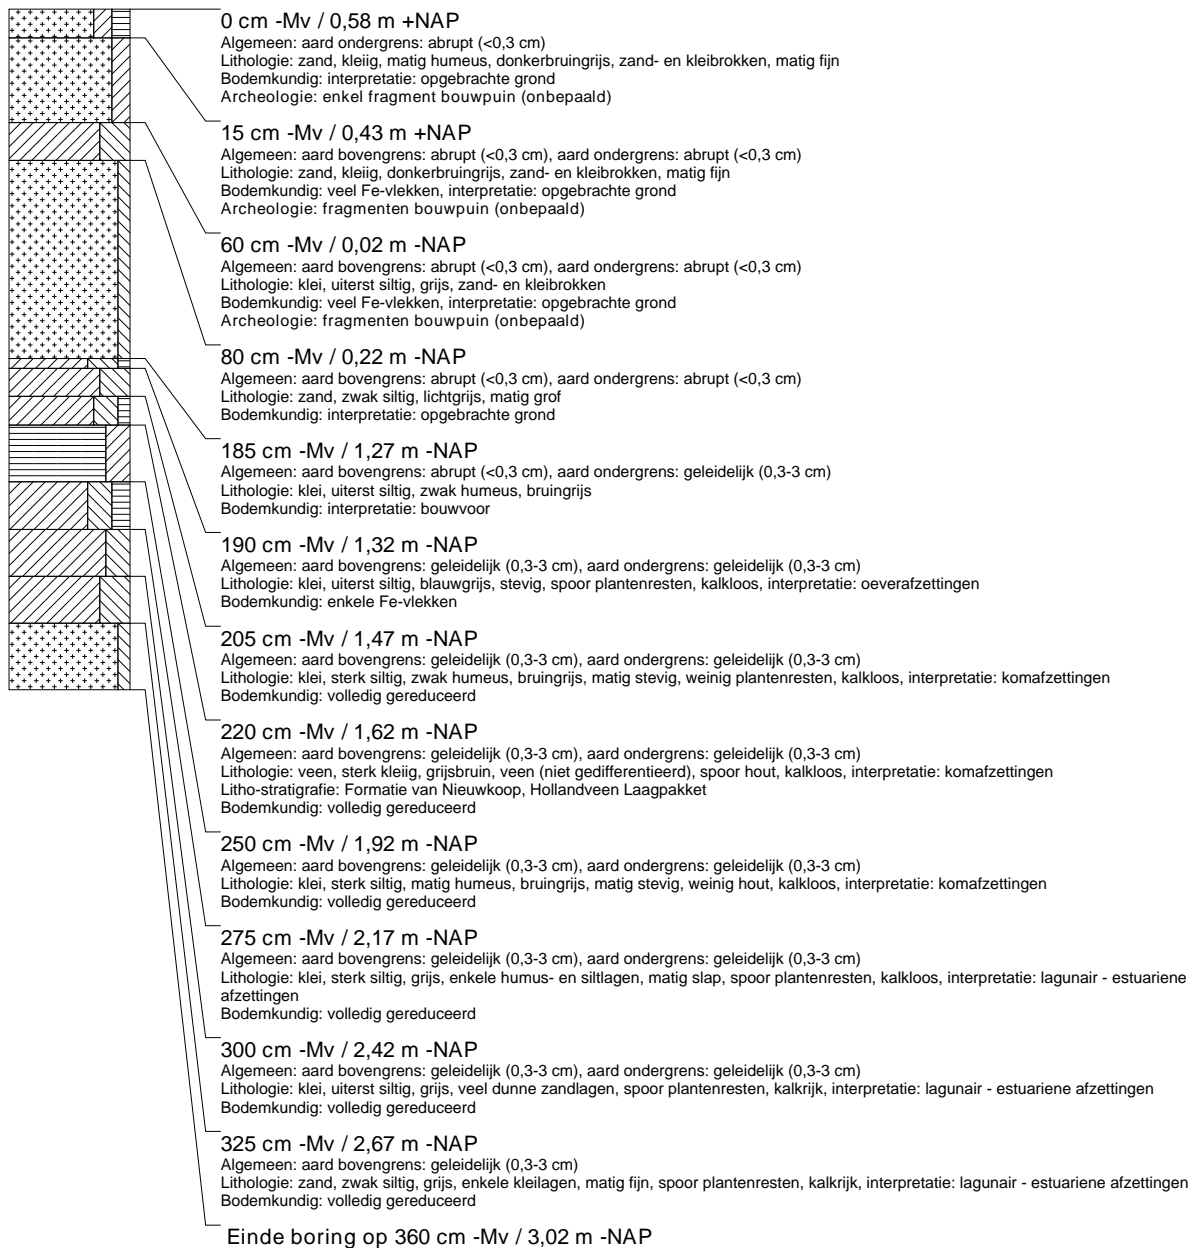 0 cm -Mv / 0,58 m +NAP
Algemeen: aard ondergrens: abrupt (<0,3 cm)
Lithologie: zand, kleiig, matig humeus, donkerbruingrijs, zand- en kleibrokken, matig fijn
Bodemkundig: interpretatie: opgebrachte grond
Archeologie: enkel fragment bouwpuin (onbepaald)
15 cm -Mv / 0,43 m +NAP
Algemeen: aard bovengrens: abrupt (<0,3 cm), aard ondergrens: abrupt (<0,3 cm)
Lithologie: zand, kleiig, donkerbruingrijs, zand- en kleibrokken, matig fijn
Bodemkundig: veel Fe-vlekken, interpretatie: opgebrachte grond
Archeologie: fragmenten bouwpuin (onbepaald)
60 cm -Mv / 0,02 m -NAP
Algemeen: aard bovengrens: abrupt (<0,3 cm), aard ondergrens: abrupt (<0,3 cm)
Lithologie: klei, uiterst siltig, grijs, zand- en kleibrokken
Bodemkundig: veel Fe-vlekken, interpretatie: opgebrachte grond
Archeologie: fragmenten bouwpuin (onbepaald)
80 cm -Mv / 0,22 m -NAP
Algemeen: aard bovengrens: abrupt (<0,3 cm), aard ondergrens: abrupt (<0,3 cm)
Lithologie: zand, zwak siltig, lichtgrijs, matig grof
Bodemkundig: interpretatie: opgebrachte grond
185 cm -Mv / 1,27 m -NAP
Algemeen: aard bovengrens: abrupt (<0,3 cm), aard ondergrens: geleidelijk (0,3-3 cm)
Lithologie: klei, uiterst siltig, zwak humeus, bruingrijs
Bodemkundig: interpretatie: bouwvoor
190 cm -Mv / 1,32 m -NAP
Algemeen: aard bovengrens: geleidelijk (0,3-3 cm), aard ondergrens: geleidelijk (0,3-3 cm)
Lithologie: klei, uiterst siltig, blauwgrijs, stevig, spoor plantenresten, kalkloos, interpretatie: oeverafzettingen
Bodemkundig: enkele Fe-vlekken
205 cm -Mv / 1,47 m -NAP
Algemeen: aard bovengrens: geleidelijk (0,3-3 cm), aard ondergrens: geleidelijk (0,3-3 cm)
Lithologie: klei, sterk siltig, zwak humeus, bruingrijs, matig stevig, weinig plantenresten, kalkloos, interpretatie: komafzettingen
Bodemkundig: volledig gereduceerd
220 cm -Mv / 1,62 m -NAP
Algemeen: aard bovengrens: geleidelijk (0,3-3 cm), aard ondergrens: geleidelijk (0,3-3 cm)
Lithologie: veen, sterk kleiig, grijsbruin, veen (niet gedifferentieerd), spoor hout, kalkloos, interpretatie: komafzettingen
Litho-stratigrafie: Formatie van Nieuwkoop, Hollandveen Laagpakket
Bodemkundig: volledig gereduceerd
250 cm -Mv / 1,92 m -NAP
Algemeen: aard bovengrens: geleidelijk (0,3-3 cm), aard ondergrens: geleidelijk (0,3-3 cm)
Lithologie: klei, sterk siltig, matig humeus, bruingrijs, matig stevig, weinig hout, kalkloos, interpretatie: komafzettingen
Bodemkundig: volledig gereduceerd
275 cm -Mv / 2,17 m -NAP
Algemeen: aard bovengrens: geleidelijk (0,3-3 cm), aard ondergrens: geleidelijk (0,3-3 cm)
Lithologie: klei, sterk siltig, grijs, enkele humus- en siltlagen, matig slap, spoor plantenresten, kalkloos, interpretatie: lagunair - estuariene
afzettingen
Bodemkundig: volledig gereduceerd
300 cm -Mv / 2,42 m -NAP
Algemeen: aard bovengrens: geleidelijk (0,3-3 cm), aard ondergrens: geleidelijk (0,3-3 cm)
Lithologie: klei, uiterst siltig, grijs, veel dunne zandlagen, spoor plantenresten, kalkrijk, interpretatie: lagunair - estuariene afzettingen
Bodemkundig: volledig gereduceerd
325 cm -Mv / 2,67 m -NAP
Algemeen: aard bovengrens: geleidelijk (0,3-3 cm)
Lithologie: zand, zwak siltig, grijs, enkele kleilagen, matig fijn, spoor plantenresten, kalkrijk, interpretatie: lagunair - estuariene afzettingen
Bodemkundig: volledig gereduceerd
Einde boring op 360 cm -Mv / 3,02 m -NAP